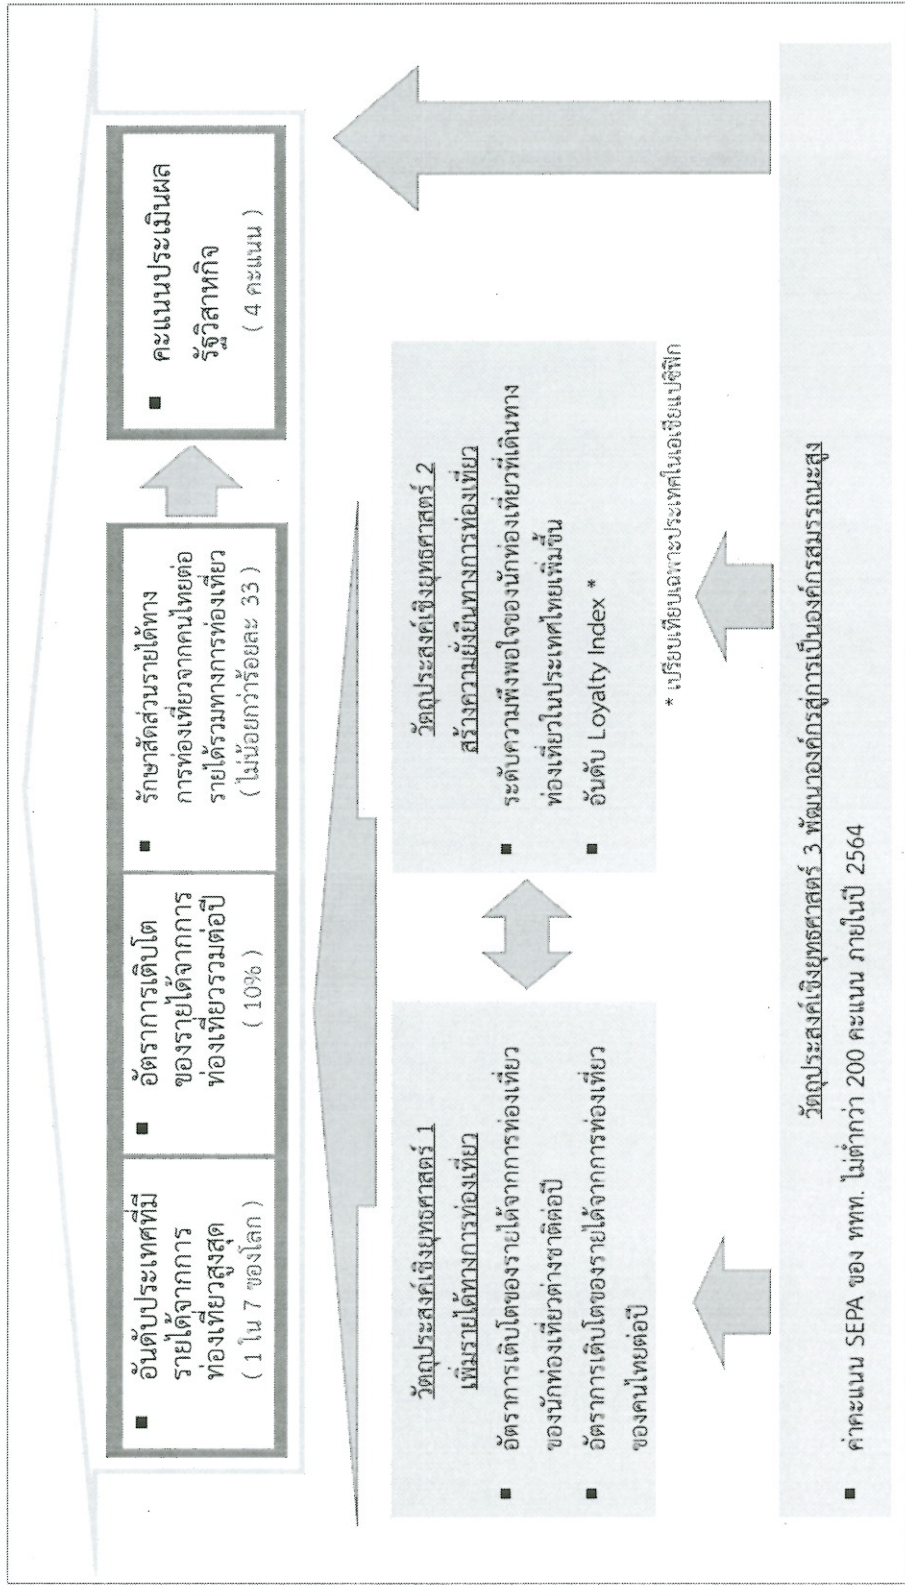 ■ อันดับประเทศที่มี
รายได้จากการ
ท่องเที่ยวสูงสุด
( 1 ใน 7 ของโลก )
■ อัตราการเติบโต
ของรายได้จากการ
ท่องเที่ยวรวมต่อปี
( 10% )
■ รักษาสัดส่วนรายได้ทาง
การท่องเที่ยวจากคนไทยต่อ
รายได้รวมทางการท่องเที่ยว
( ไม่น้อยกว่าร้อยละ 33 )
■ คะแนนประเมินผล
รัฐวิสาหกิจ
( 4 คะแนน )
วัตถุประสงค์เชิงยุทธศาสตร์ 1
เพิ่มรายได้ทางการท่องเที่ยว
■ อัตราการเติบโตของรายได้จากการท่องเที่ยว
ของนักท่องเที่ยวต่างชาติต่อปี
■ อัตราการเติบโตของรายได้จากการท่องเที่ยว
ของคนไทยต่อปี
วัตถุประสงค์เชิงยุทธศาสตร์ 2
สร้างความยั่งยืนทางการท่องเที่ยว
■ ระดับความพึงพอใจของนักท่องเที่ยวที่เดินทาง
ท่องเที่ยวในประเทศไทยเพิ่มขึ้น
■ อันดับ Loyalty Index *
* เปรียบเทียบเฉพาะประเทศในเอเชียแปซิฟิก
วัตถุประสงค์เชิงยุทธศาสตร์ 3 พัฒนาองค์กรสู่การเป็นองค์กรสมรรถนะสูง
■ ค่าคะแนน SEPA ของ ททท. ไม่ต่ำกว่า 200 คะแนน ภายในปี 2564